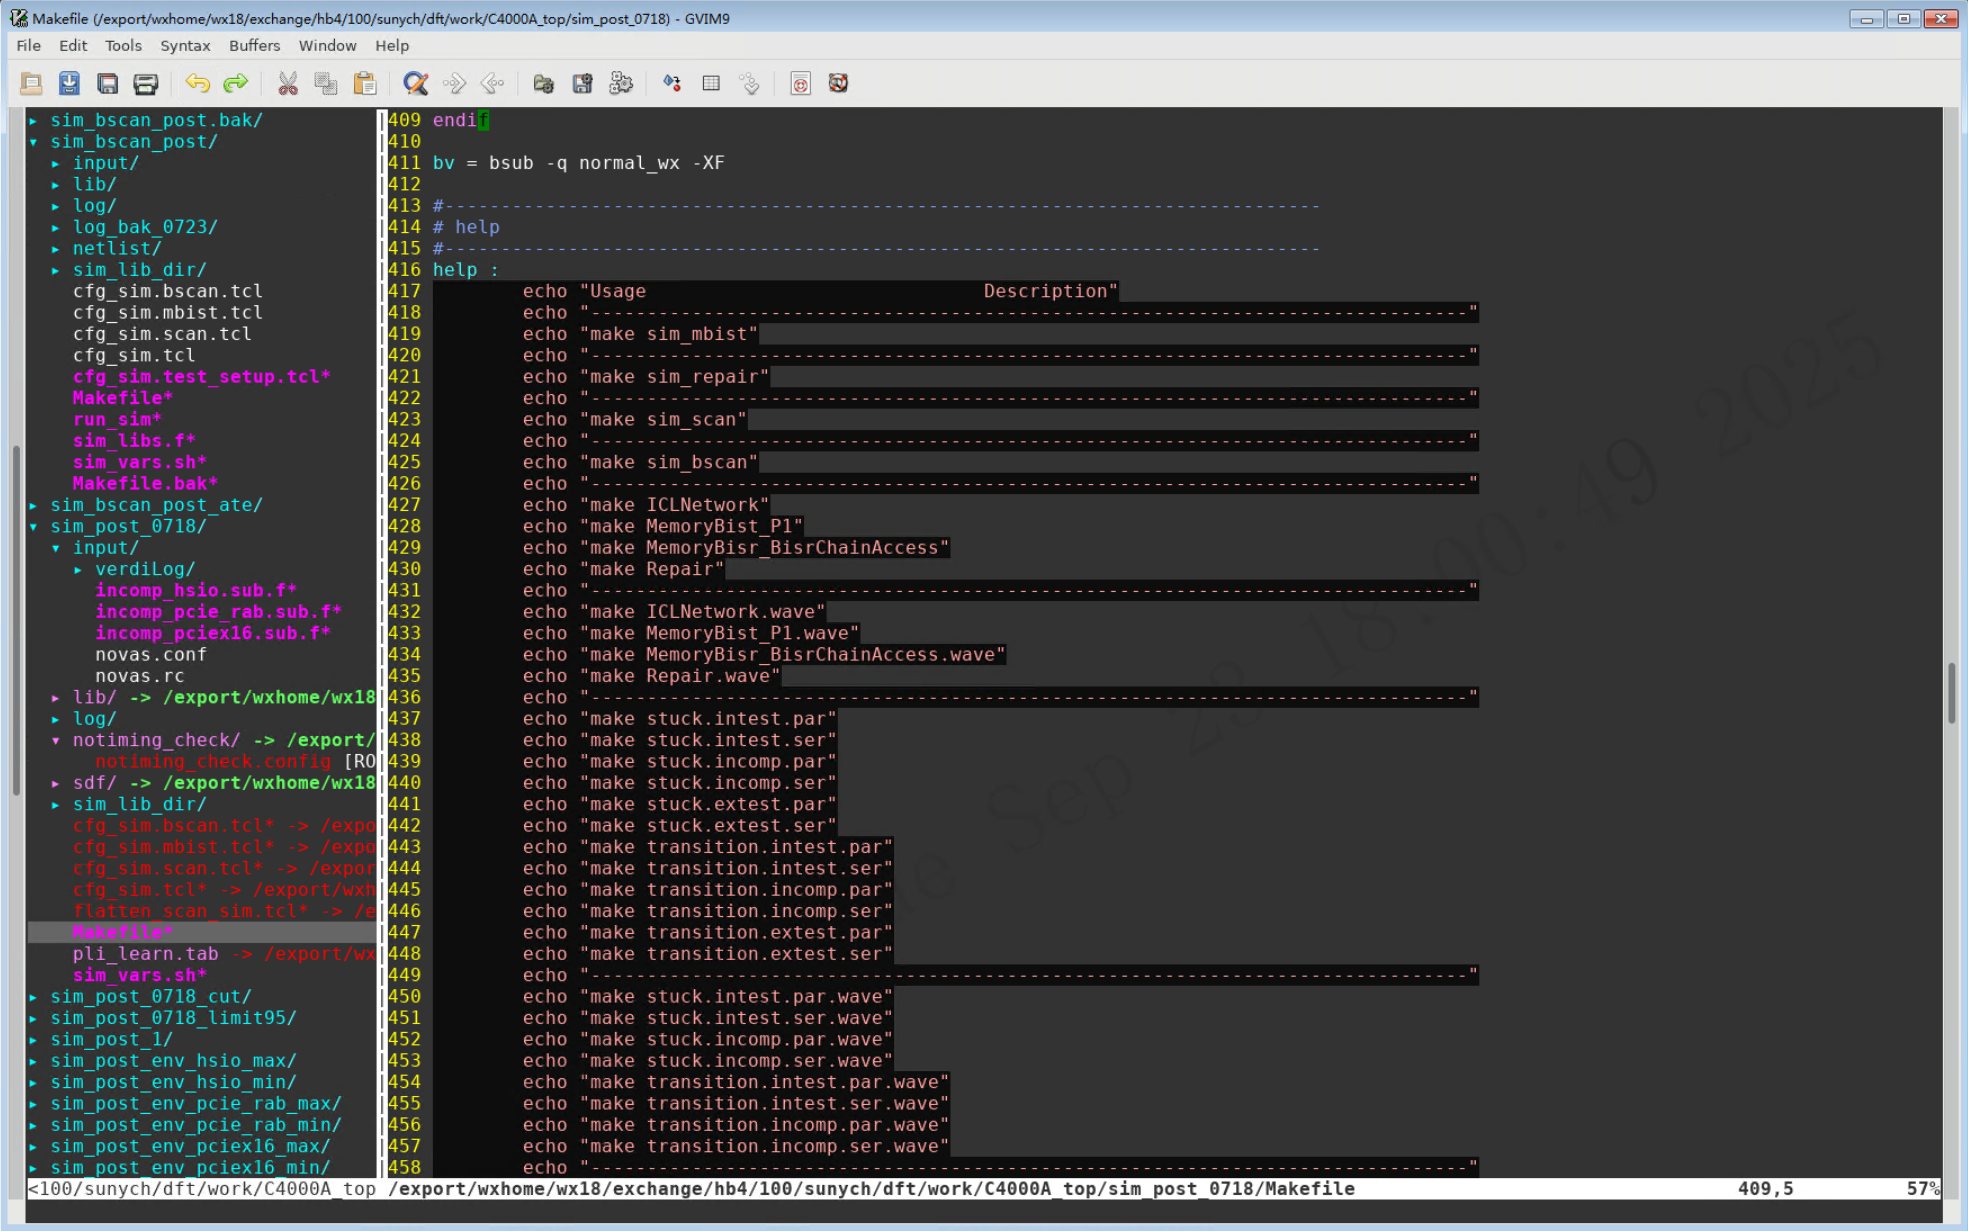 Makefile (/export/wxhome/wx18/exchange/hb4/100/sunych/dft/work/C4000A_top/sim_post_0718) - GVIM9
File Edit Tools Syntax Buffers Window Help
▸ sim_bscan_post.bak/
▾ sim_bscan_post/
▸ input/
▸ lib/
▸ log/
▸ log_bak_0723/
▸ netlist/
▸ sim_lib_dir/
cfg_sim.bscan.tcl
cfg_sim.mbist.tcl
cfg_sim.scan.tcl
cfg_sim.tcl
cfg_sim.test_setup.tcl*
Makefile*
run_sim*
sim_libs.f*
sim_vars.sh*
Makefile.bak*
▸ sim_bscan_post_ate/
▾ sim_post_0718/
▾ input/
▸ verdiLog/
incomp_hsio.sub.f*
incomp_pcie_rab.sub.f*
incomp_pciex16.sub.f*
novas.conf
novas.rc
▸ lib/ -> /export/wxhome/wx18
▸ log/
▾ notiming_check/ -> /export/
notiming_check.config [RO
▸ sdf/ -> /export/wxhome/wx18
▸ sim_lib_dir/
cfg_sim.bscan.tcl* -> /expo
cfg_sim.mbist.tcl* -> /expo
cfg_sim.scan.tcl* -> /expor
cfg_sim.tcl* -> /export/wxh
flatten_scan_sim.tcl* -> /e
Makefile*
pli_learn.tab -> /export/wx
sim_vars.sh*
▸ sim_post_0718_cut/
▸ sim_post_0718_limit95/
▸ sim_post_1/
▸ sim_post_env_hsio_max/
▸ sim_post_env_hsio_min/
▸ sim_post_env_pcie_rab_max/
▸ sim_post_env_pcie_rab_min/
▸ sim_post_env_pciex16_max/
▸ sim_post_env_pciex16_min/
409 endif
410
411 bv = bsub -q normal_wx -XF
412
413 #------------------------------------------------------------------------------
414 # help
415 #------------------------------------------------------------------------------
416 help :
417 echo "Usage                              Description"
418 echo "------------------------------------------------------------------------------"
419 echo "make sim_mbist"
420 echo "------------------------------------------------------------------------------"
421 echo "make sim_repair"
422 echo "------------------------------------------------------------------------------"
423 echo "make sim_scan"
424 echo "------------------------------------------------------------------------------"
425 echo "make sim_bscan"
426 echo "------------------------------------------------------------------------------"
427 echo "make ICLNetwork"
428 echo "make MemoryBist_P1"
429 echo "make MemoryBisr_BisrChainAccess"
430 echo "make Repair"
431 echo "------------------------------------------------------------------------------"
432 echo "make ICLNetwork.wave"
433 echo "make MemoryBist_P1.wave"
434 echo "make MemoryBisr_BisrChainAccess.wave"
435 echo "make Repair.wave"
436 echo "------------------------------------------------------------------------------"
437 echo "make stuck.intest.par"
438 echo "make stuck.intest.ser"
439 echo "make stuck.incomp.par"
440 echo "make stuck.incomp.ser"
441 echo "make stuck.extest.par"
442 echo "make stuck.extest.ser"
443 echo "make transition.intest.par"
444 echo "make transition.intest.ser"
445 echo "make transition.incomp.par"
446 echo "make transition.incomp.ser"
447 echo "make transition.extest.par"
448 echo "make transition.extest.ser"
449 echo "------------------------------------------------------------------------------"
450 echo "make stuck.intest.par.wave"
451 echo "make stuck.intest.ser.wave"
452 echo "make stuck.incomp.par.wave"
453 echo "make stuck.incomp.ser.wave"
454 echo "make transition.intest.par.wave"
455 echo "make transition.intest.ser.wave"
456 echo "make transition.incomp.par.wave"
457 echo "make transition.incomp.ser.wave"
458 echo "------------------------------------------------------------------------------"
<100/sunych/dft/work/C4000A_top /export/wxhome/wx18/exchange/hb4/100/sunych/dft/work/C4000A_top/sim_post_0718/Makefile 409,5 57%